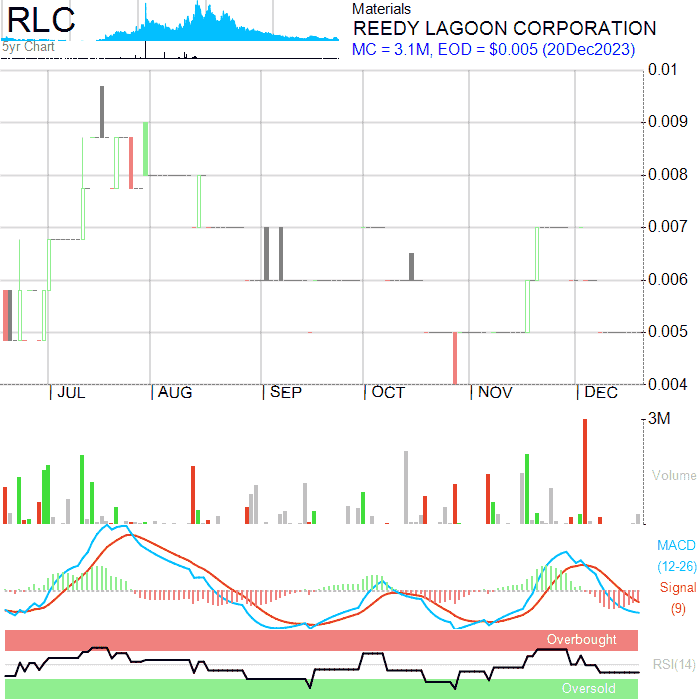 RLC
5yr Chart
Materials
REEDY LAGOON CORPORATION
MC = 3.1M, EOD = $0.005 (20Dec2023)
0.01
0.009
0.008
0.007
0.006
0.005
0.004
JUL
AUG
SEP
OCT
NOV
DEC
3M
Volume
MACD
(12-26)
Signal
(9)
Overbought
RSI(14)
Oversold